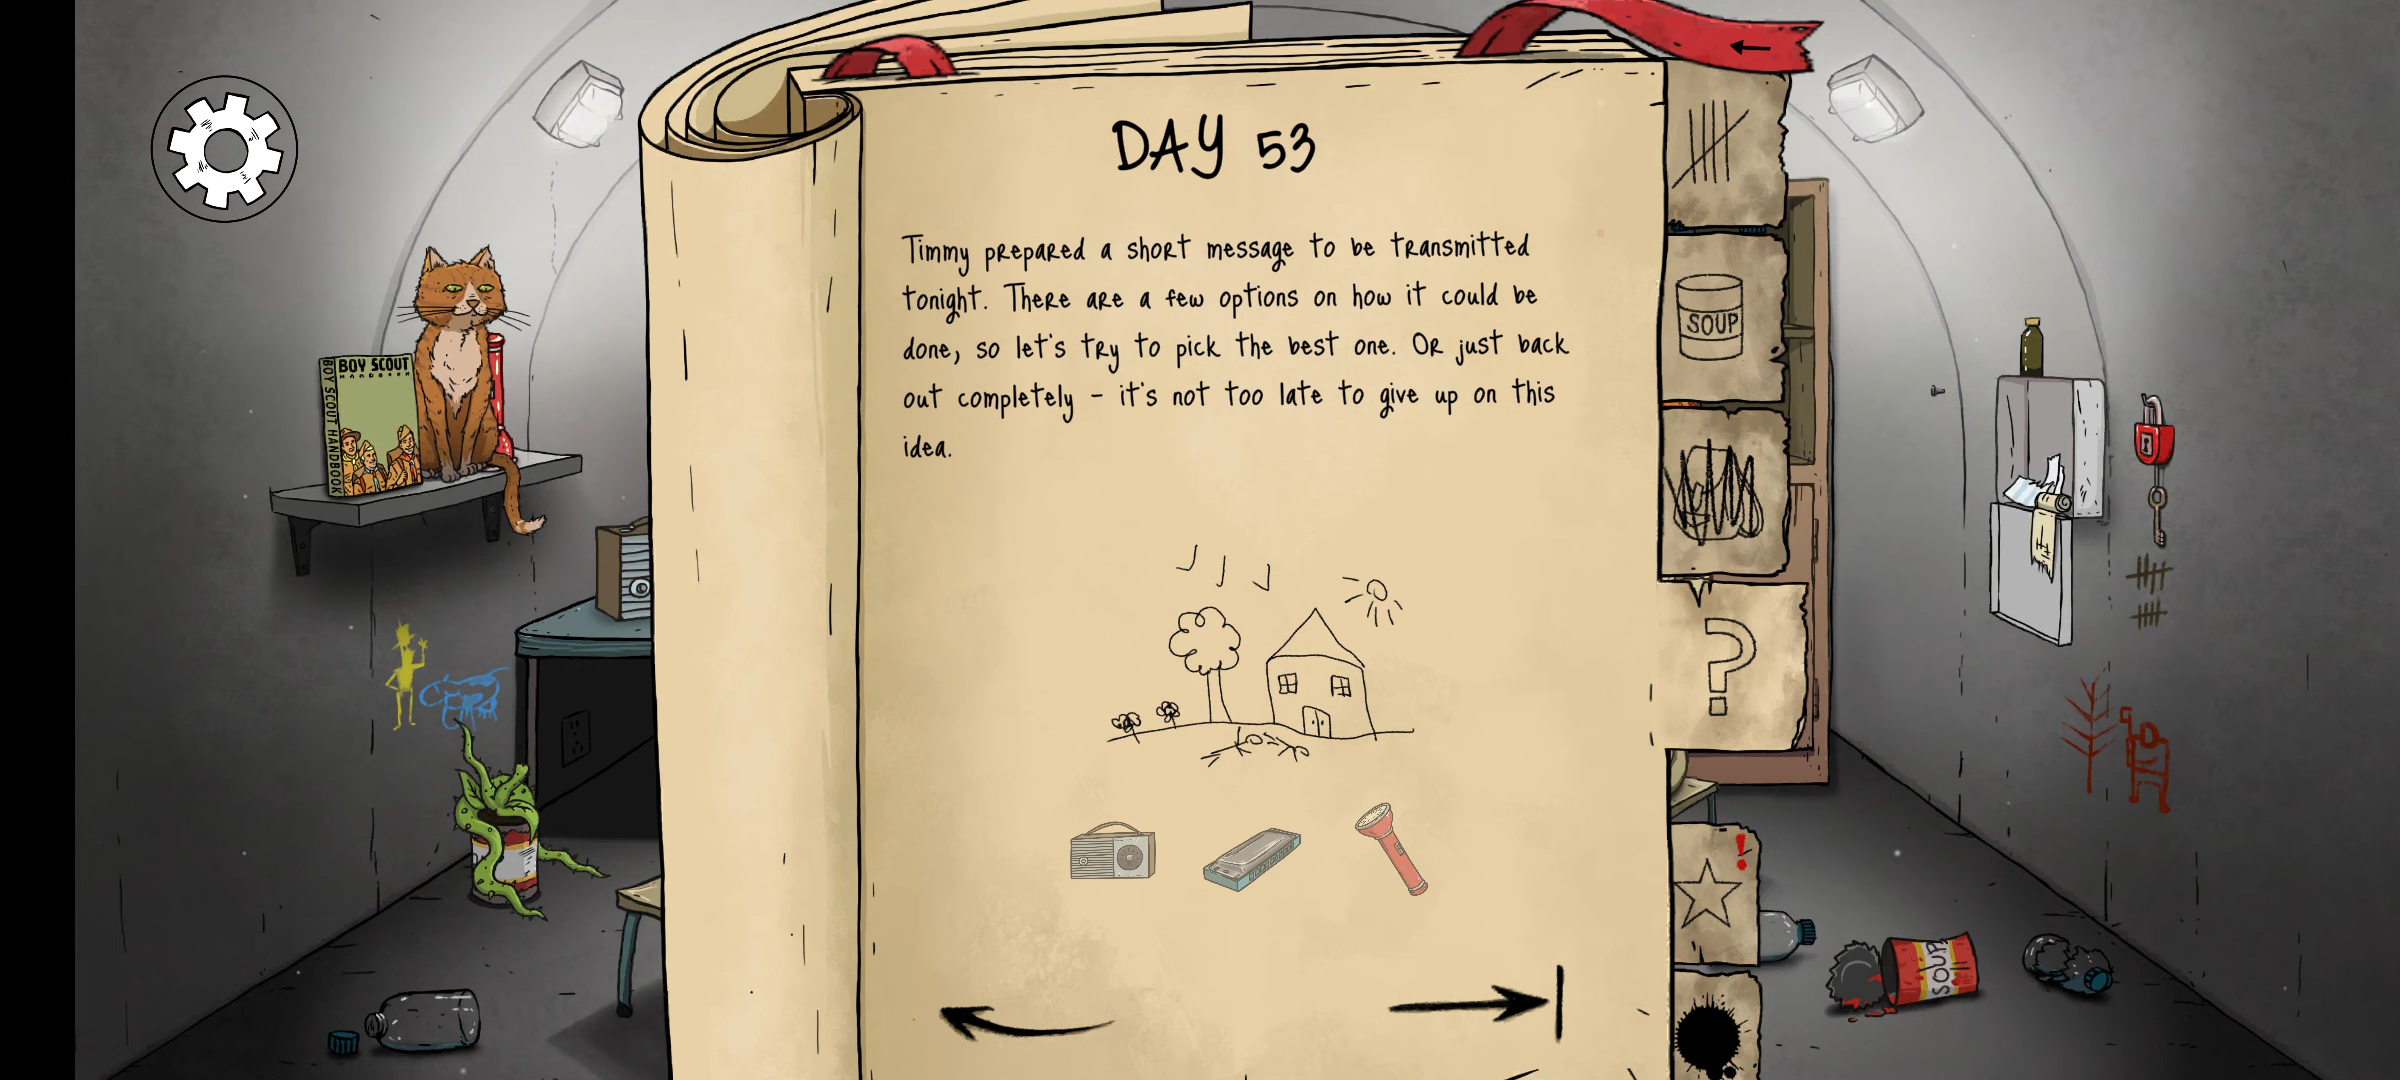 DAY 53
Timmy prepared a short message to be transmitted
tonight. There are a few options on how it could be
done, so let's try to pick the best one. Or just back
out completely - it's not too late to give up on this
idea.
BOY SCOUT
HANDBOOK
BOY SCOUT HANDBOOK
SOUP
SOUP